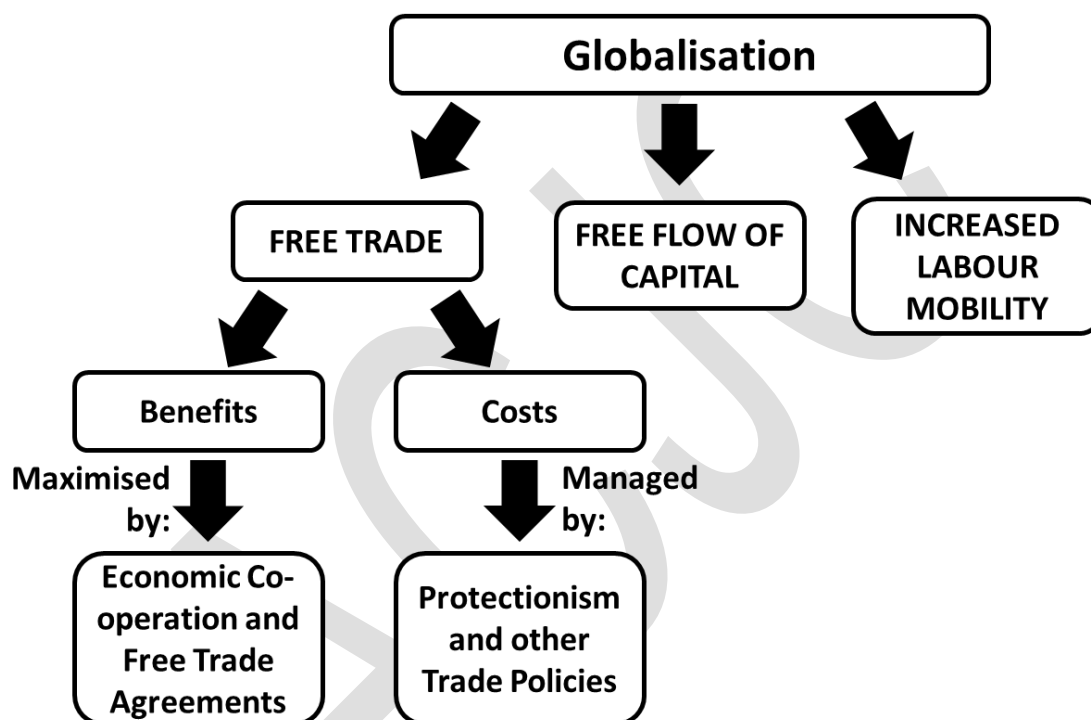 Globalisation
FREE TRADE
FREE FLOW OF
CAPITAL
INCREASED
LABOUR
MOBILITY
Benefits
Costs
Maximised
by:
Managed
by:
Economic Co-
operation and
Free Trade
Agreements
Protectionism
and other
Trade Policies